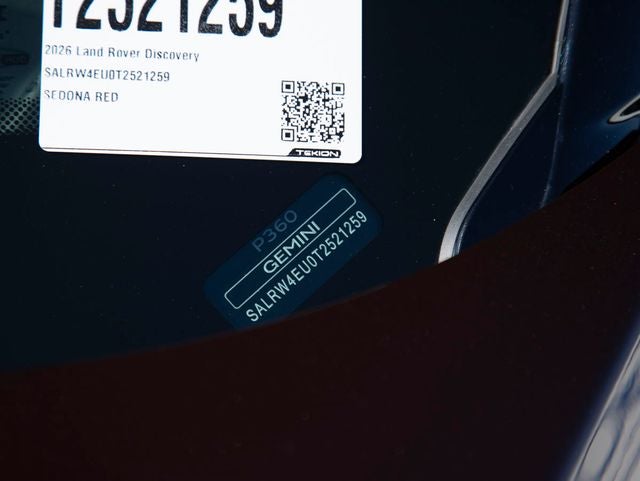 T2521259
2026 Land Rover Discovery
SALRW4EU0T2521259
SEDONA RED
TEKION
P360
GEMINI
SALRW4EU0T2521259